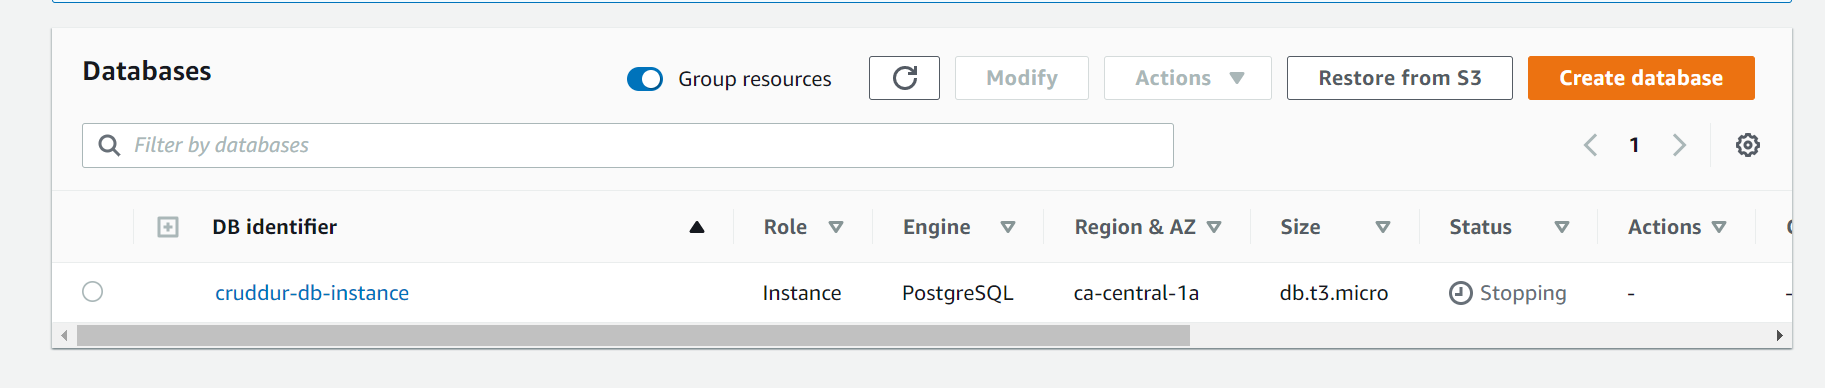 Databases
Group resources
Modify
Actions
Restore from S3
Create database
Filter by databases
1
DB identifier
Role
Engine
Region & AZ
Size
Status
Actions
cruddur-db-instance
Instance
PostgreSQL
ca-central-1a
db.t3.micro
Stopping
-
-